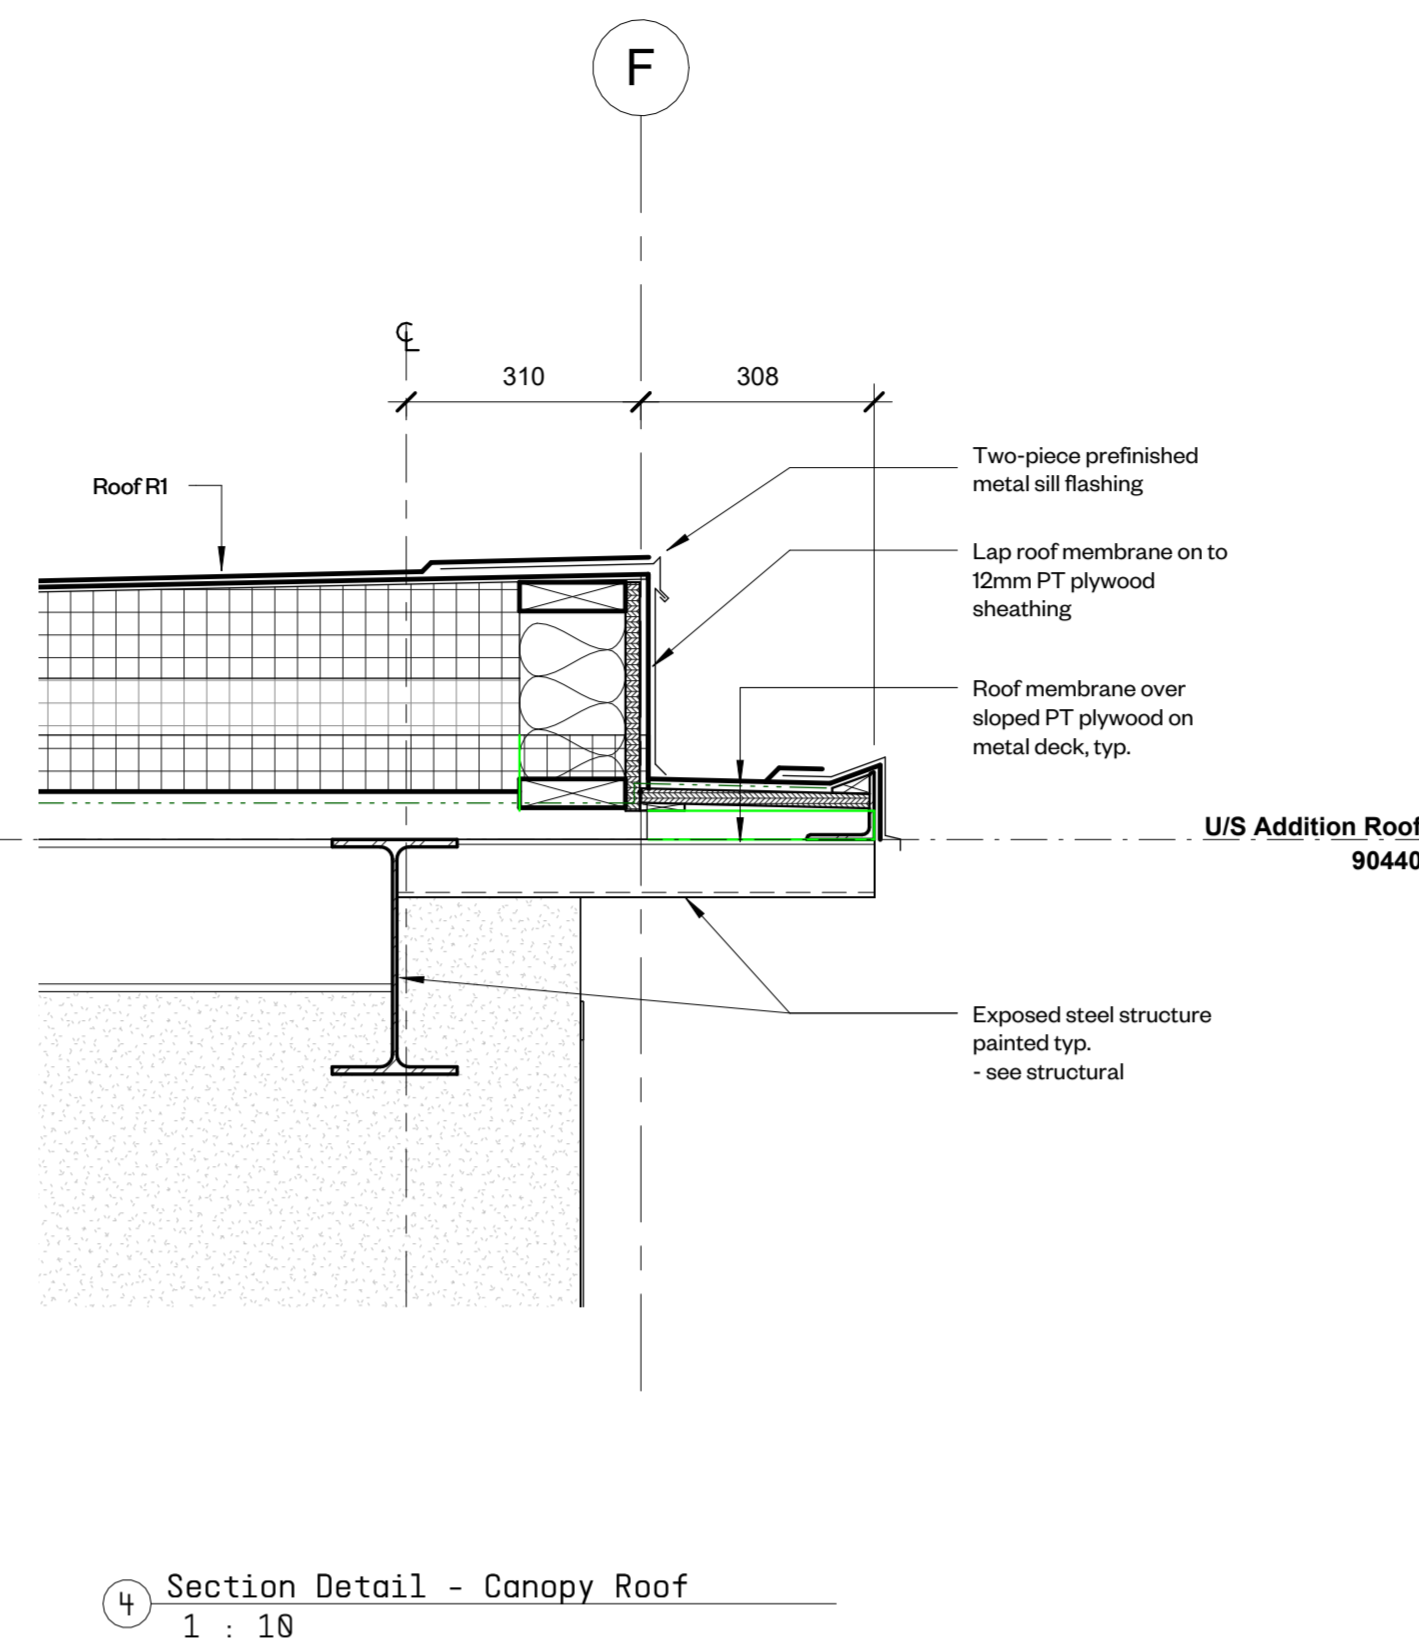 F
℄
310
308
Roof R1
Two-piece prefinished
metal sill flashing
Lap roof membrane on to
12mm PT plywood
sheathing
Roof membrane over
sloped PT plywood on
metal deck, typ.
U/S Addition Roof
90440
Exposed steel structure
painted typ.
- see structural
4
Section Detail - Canopy Roof
1 : 10